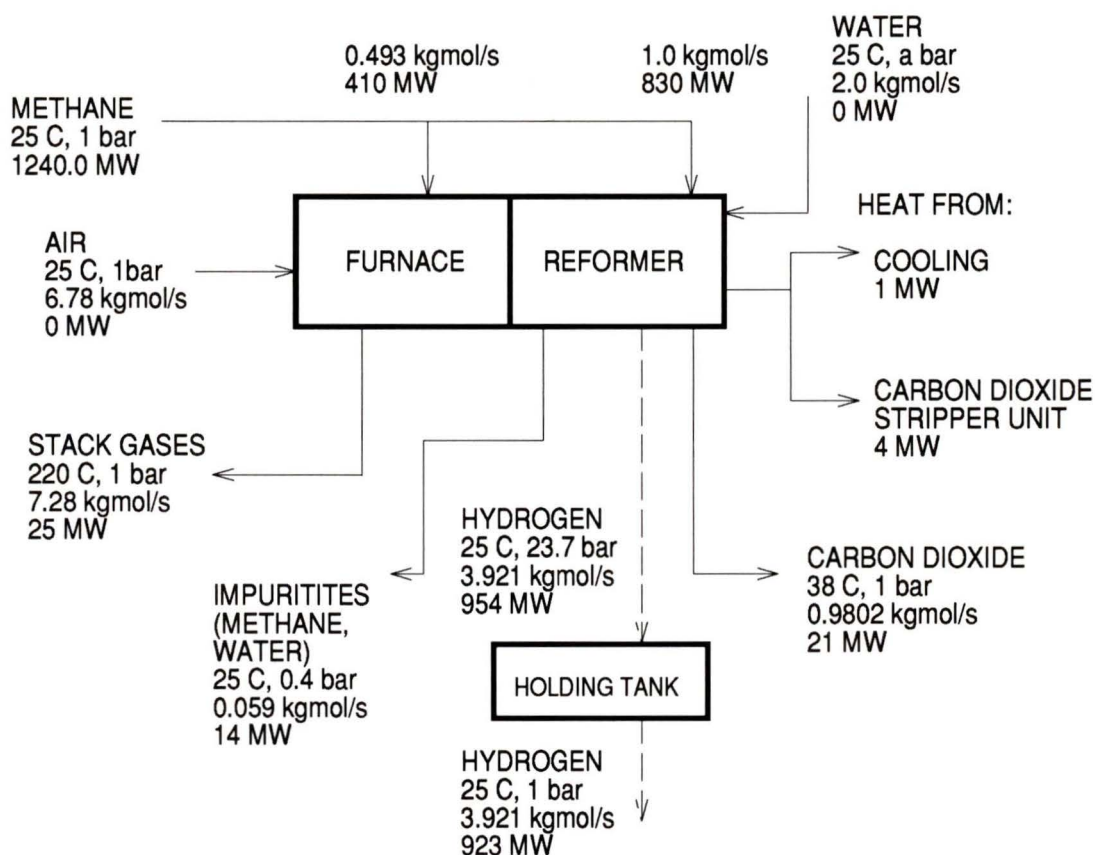 0.493 kgmol/s
410 MW
1.0 kgmol/s
830 MW
WATER
25 C, a bar
2.0 kgmol/s
0 MW
METHANE
25 C, 1 bar
1240.0 MW
AIR
25 C, 1bar
6.78 kgmol/s
0 MW
FURNACE
REFORMER
HEAT FROM:
COOLING
1 MW
CARBON DIOXIDE
STRIPPER UNIT
4 MW
STACK GASES
220 C, 1 bar
7.28 kgmol/s
25 MW
IMPURITITES
(METHANE,
WATER)
25 C, 0.4 bar
0.059 kgmol/s
14 MW
HYDROGEN
25 C, 23.7 bar
3.921 kgmol/s
954 MW
CARBON DIOXIDE
38 C, 1 bar
0.9802 kgmol/s
21 MW
HOLDING TANK
HYDROGEN
25 C, 1 bar
3.921 kgmol/s
923 MW